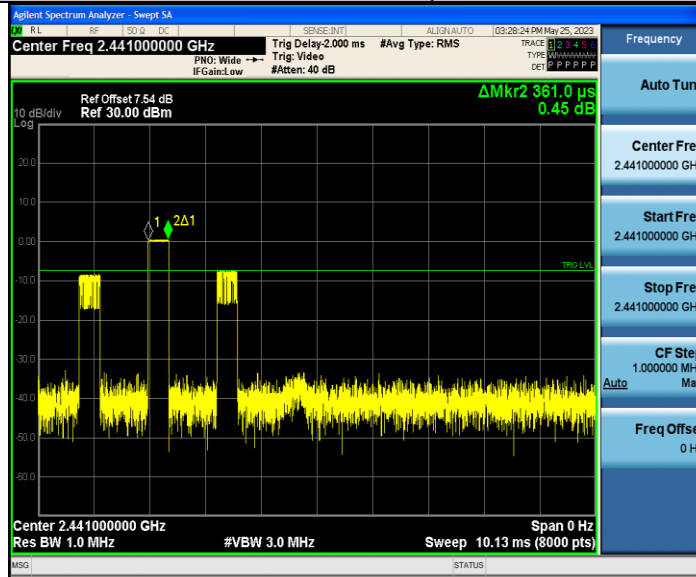 Agilent Spectrum Analyzer - Swept SA
RL RF 50 Ω DC SENSE:INT ALIGN AUTO 03:28:24 PM May 25, 2023
Center Freq 2.441000000 GHz
PNO: Wide
IFGain:Low
Trig Delay-2.000 ms
Trig: Video
#Atten: 40 dB
#Avg Type: RMS
TRACE 1 2 3 4 5 6
TYPE
DET P P P P P P
Ref Offset 7.54 dB
Ref 30.00 dBm
ΔMkr2 361.0 µs
0.45 dB
10 dB/div
Log
20.0
10.0
0.00
-10.0
-20.0
-30.0
-40.0
-50.0
-60.0
1 2Δ1
TRIG LVL
Center 2.441000000 GHz Span 0 Hz
Res BW 1.0 MHz #VBW 3.0 MHz Sweep 10.13 ms (8000 pts)
MSG STATUS
Frequency
Auto Tun
Center Fre
2.441000000 GH
Start Fre
2.441000000 GH
Stop Fre
2.441000000 GH
CF Ste
1.000000 MH
Auto Ma
Freq Offse
0 H